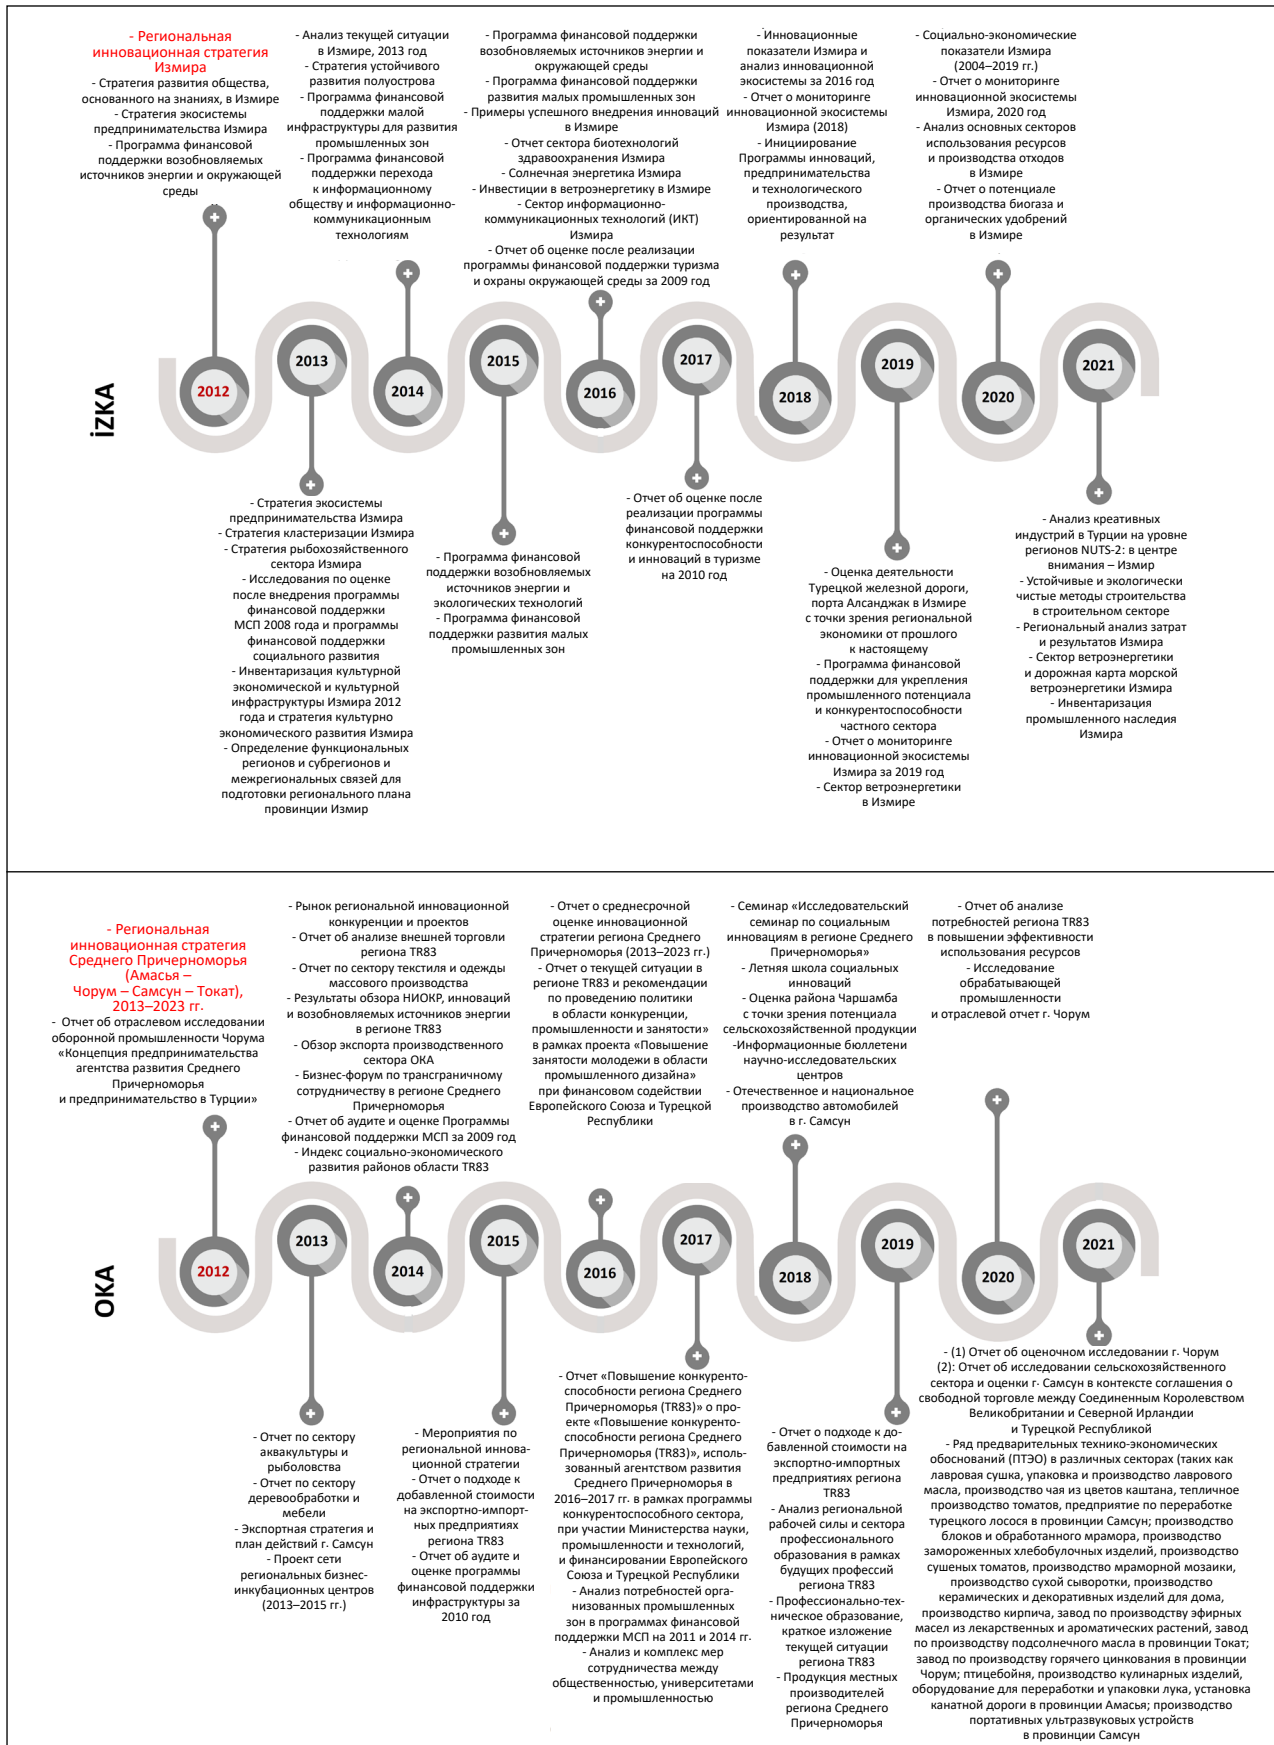 - Региональная
инновационная стратегия
Измира
- Стратегия развития общества,
основанного на знаниях, в Измире
- Стратегия экосистемы
предпринимательства Измира
- Программа финансовой
поддержки возобновляемых
источников энергии и окружающей
среды
- Анализ текущей ситуации
в Измире, 2013 год
- Стратегия устойчивого
развития полуострова
- Программа финансовой
поддержки малой
инфраструктуры для развития
промышленных зон
- Программа финансовой
поддержки перехода
к информационному
обществу и информационно-
коммуникационным
технологиям
- Программа финансовой поддержки
возобновляемых источников энергии и
окружающей среды
- Программа финансовой поддержки
развития малых промышленных зон
- Примеры успешного внедрения инноваций
в Измире
- Отчет сектора биотехнологий
здравоохранения Измира
- Солнечная энергетика Измира
- Инвестиции в ветроэнергетику в Измире
- Сектор информационно-
коммуникационных технологий (ИКТ)
Измира
- Отчет об оценке после реализации
программы финансовой поддержки туризма
и охраны окружающей среды за 2009 год
- Инновационные
показатели Измира и
анализ инновационной
экосистемы за 2016 год
- Отчет о мониторинге
инновационной экосистемы
Измира (2018)
- Инициирование
Программы инноваций,
предпринимательства
и технологического
производства,
ориентированной на
результат
- Социально-экономические
показатели Измира
(2004–2019 гг.)
- Отчет о мониторинге
инновационной экосистемы
Измира, 2020 год
- Анализ основных секторов
использования ресурсов
и производства отходов
в Измире
- Отчет о потенциале
производства биогаза и
органических удобрений
в Измире
İZKA
2012
2013
2014
2015
2016
2017
2018
2019
2020
2021
- Стратегия экосистемы
предпринимательства Измира
- Стратегия кластеризации Измира
- Стратегия рыбохозяйственного
сектора Измира
- Исследования по оценке
после внедрения программы
финансовой поддержки
МСП 2008 года и программы
финансовой поддержки
социального развития
- Инвентаризация культурной
экономической и культурной
инфраструктуры Измира 2012
года и стратегия культурно
экономического развития Измира
- Определение функциональных
регионов и субрегионов и
межрегиональных связей для
подготовки регионального плана
провинции Измир
- Программа финансовой
поддержки возобновляемых
источников энергии и
экологических технологий
- Программа финансовой
поддержки развития малых
промышленных зон
- Отчет об оценке после
реализации программы
финансовой поддержки
конкурентоспособности
и инноваций в туризме
на 2010 год
- Оценка деятельности
Турецкой железной дороги,
порта Алсанджак в Измире
с точки зрения региональной
экономики от прошлого
к настоящему
- Программа финансовой
поддержки для укрепления
промышленного потенциала
и конкурентоспособности
частного сектора
- Отчет о мониторинге
инновационной экосистемы
Измира за 2019 год
- Сектор ветроэнергетики
в Измире
- Анализ креативных
индустрий в Турции на уровне
регионов NUTS-2: в центре
внимания – Измир
- Устойчивые и экологически
чистые методы строительства
в строительном секторе
- Региональный анализ затрат
и результатов Измира
- Сектор ветроэнергетики
и дорожная карта морской
ветроэнергетики Измира
- Инвентаризация
промышленного наследия
Измира
- Региональная
инновационная стратегия
Среднего Причерноморья
(Амасья –
Чорум – Самсун – Токат),
2013–2023 гг.
- Отчет об отраслевом исследовании
оборонной промышленности Чорума
«Концепция предпринимательства
агентства развития Среднего
Причерноморья
и предпринимательство в Турции»
- Рынок региональной инновационной
конкуренции и проектов
- Отчет об анализе внешней торговли
региона TR83
- Отчет по сектору текстиля и одежды
массового производства
- Результаты обзора НИОКР, инноваций
и возобновляемых источников энергии
в регионе TR83
- Обзор экспорта производственного
сектора ОКА
- Бизнес-форум по трансграничному
сотрудничеству в регионе Среднего
Причерноморья
- Отчет об аудите и оценке Программы
финансовой поддержки МСП за 2009 год
- Индекс социально-экономического
развития районов области TR83
- Отчет о среднесрочной
оценке инновационной
стратегии региона Среднего
Причерноморья (2013–2023 гг.)
- Отчет о текущей ситуации в
регионе TR83 и рекомендации
по проведению политики
в области конкуренции,
промышленности и занятости»
в рамках проекта «Повышение
занятости молодежи в области
промышленного дизайна»
при финансовом содействии
Европейского Союза и Турецкой
Республики
- Семинар «Исследовательский
семинар по социальным
инновациям в регионе Среднего
Причерноморья»
- Летняя школа социальных
инноваций
- Оценка района Чаршамба
с точки зрения потенциала
сельскохозяйственной продукции
-Информационные бюллетени
научно-исследовательских
центров
- Отечественное и национальное
производство автомобилей
в г. Самсун
- Отчет об анализе
потребностей региона TR83
в повышении эффективности
использования ресурсов
- Исследование
обрабатывающей
промышленности
и отраслевой отчет г. Чорум
OKA
2012
2013
2014
2015
2016
2017
2018
2019
2020
2021
- Отчет по сектору
аквакультуры и
рыболовства
- Отчет по сектору
деревообработки и
мебели
- Экспортная стратегия и
план действий г. Самсун
- Проект сети
региональных бизнес-
инкубационных центров
(2013–2015 гг.)
- Мероприятия по
региональной иннова-
ционной стратегии
- Отчет о подходе к
добавленной стоимости
на экспортно-импорт-
ных предприятиях
региона TR83
- Отчет об аудите и
оценке программы
финансовой поддержки
инфраструктуры за
2010 год
- Отчет «Повышение конкуренто-
способности региона Среднего
Причерноморья (TR83)» о про-
екте «Повышение конкуренто-
способности региона Среднего
Причерноморья (TR83)», исполь-
зованный агентством развития
Среднего Причерноморья в
2016–2017 гг. в рамках программы
конкурентоспособного сектора,
при участии Министерства науки,
промышленности и технологий,
и финансировании Европейского
Союза и Турецкой Республики
- Анализ потребностей орга-
низованных промышленных
зон в программах финансовой
поддержки МСП на 2011 и 2014 гг.
- Анализ и комплекс мер
сотрудничества между
общественностью, университетами
и промышленностью
- Отчет о подходе к до-
бавленной стоимости на
экспортно-импортных
предприятиях региона
TR83
- Анализ региональной
рабочей силы и сектора
профессионального
образования в рамках
будущих профессий
региона TR83
- Профессионально-тех-
ническое образование,
краткое изложение
текущей ситуации
региона TR83
- Продукция местных
производителей
региона Среднего
Причерноморья
- (1) Отчет об оценочном исследовании г. Чорум
(2): Отчет об исследовании сельскохозяйственного
сектора и оценки г. Самсун в контексте соглашения о
свободной торговле между Соединенным Королевством
Великобритании и Северной Ирландии
и Турецкой Республикой
- Ряд предварительных технико-экономических
обоснований (ПТЭО) в различных секторах (таких как
лавровая сушка, упаковка и производство лаврового
масла, производство чая из цветов каштана, тепличное
производство томатов, предприятие по переработке
турецкого лосося в провинции Самсун; производство
блоков и обработанного мрамора, производство
замороженных хлебобулочных изделий, производство
сушеных томатов, производство мраморной мозаики,
производство сухой сыворотки, производство
керамических и декоративных изделий для дома,
производство кирпича, завод по производству эфирных
масел из лекарственных и ароматических растений, завод
по производству подсолнечного масла в провинции Токат;
завод по производству горячего цинкования в провинции
Чорум; птицебойня, производство кулинарных изделий,
оборудование для переработки и упаковки лука, установка
канатной дороги в провинции Амасья; производство
портативных ультразвуковых устройств
в провинции Самсун